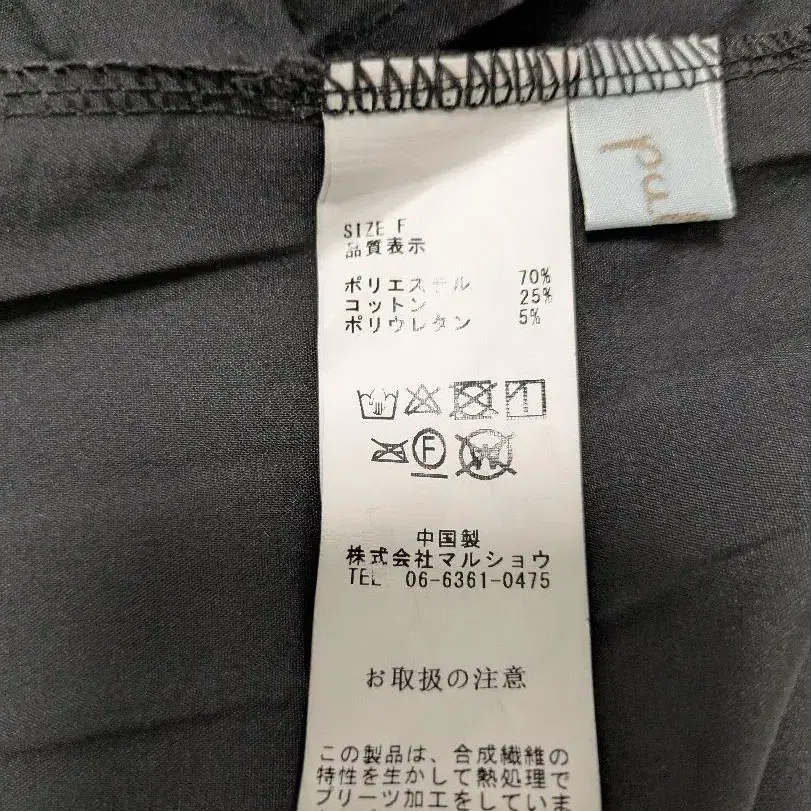 SIZE F
品質表示
ポリエステル 70%
コットン 25%
ポリウレタン 5%
F
中国製
株式会社マルショウ
TEL 06-6361-0475
お取扱の注意
この製品は、合成繊維の
特性を生かして熱処理で
プリーツ加工をしていま